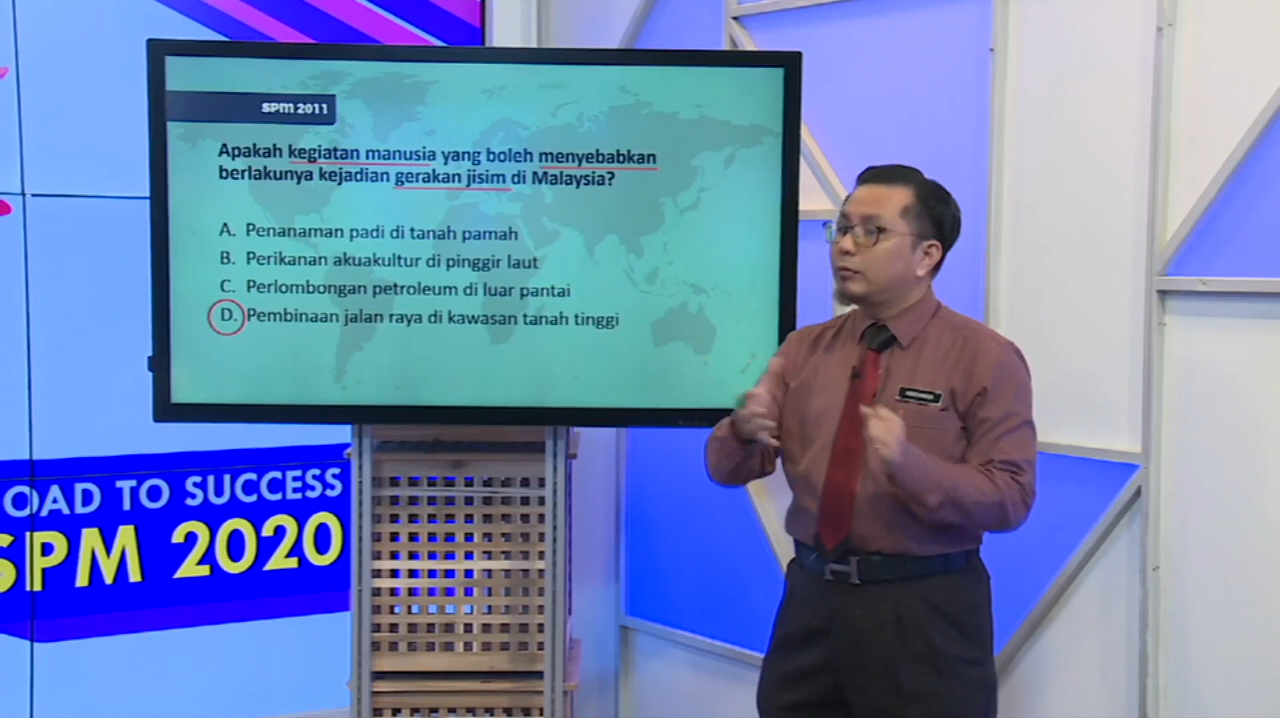 SPM 2011
Apakah kegiatan manusia yang boleh menyebabkan
berlakunya kejadian gerakan jisim di Malaysia?
A. Penanaman padi di tanah pamah
B. Perikanan akuakultur di pinggir laut
C. Perlombongan petroleum di luar pantai
D. Pembinaan jalan raya di kawasan tanah tinggi
OAD TO SUCCESS
SPM 2020